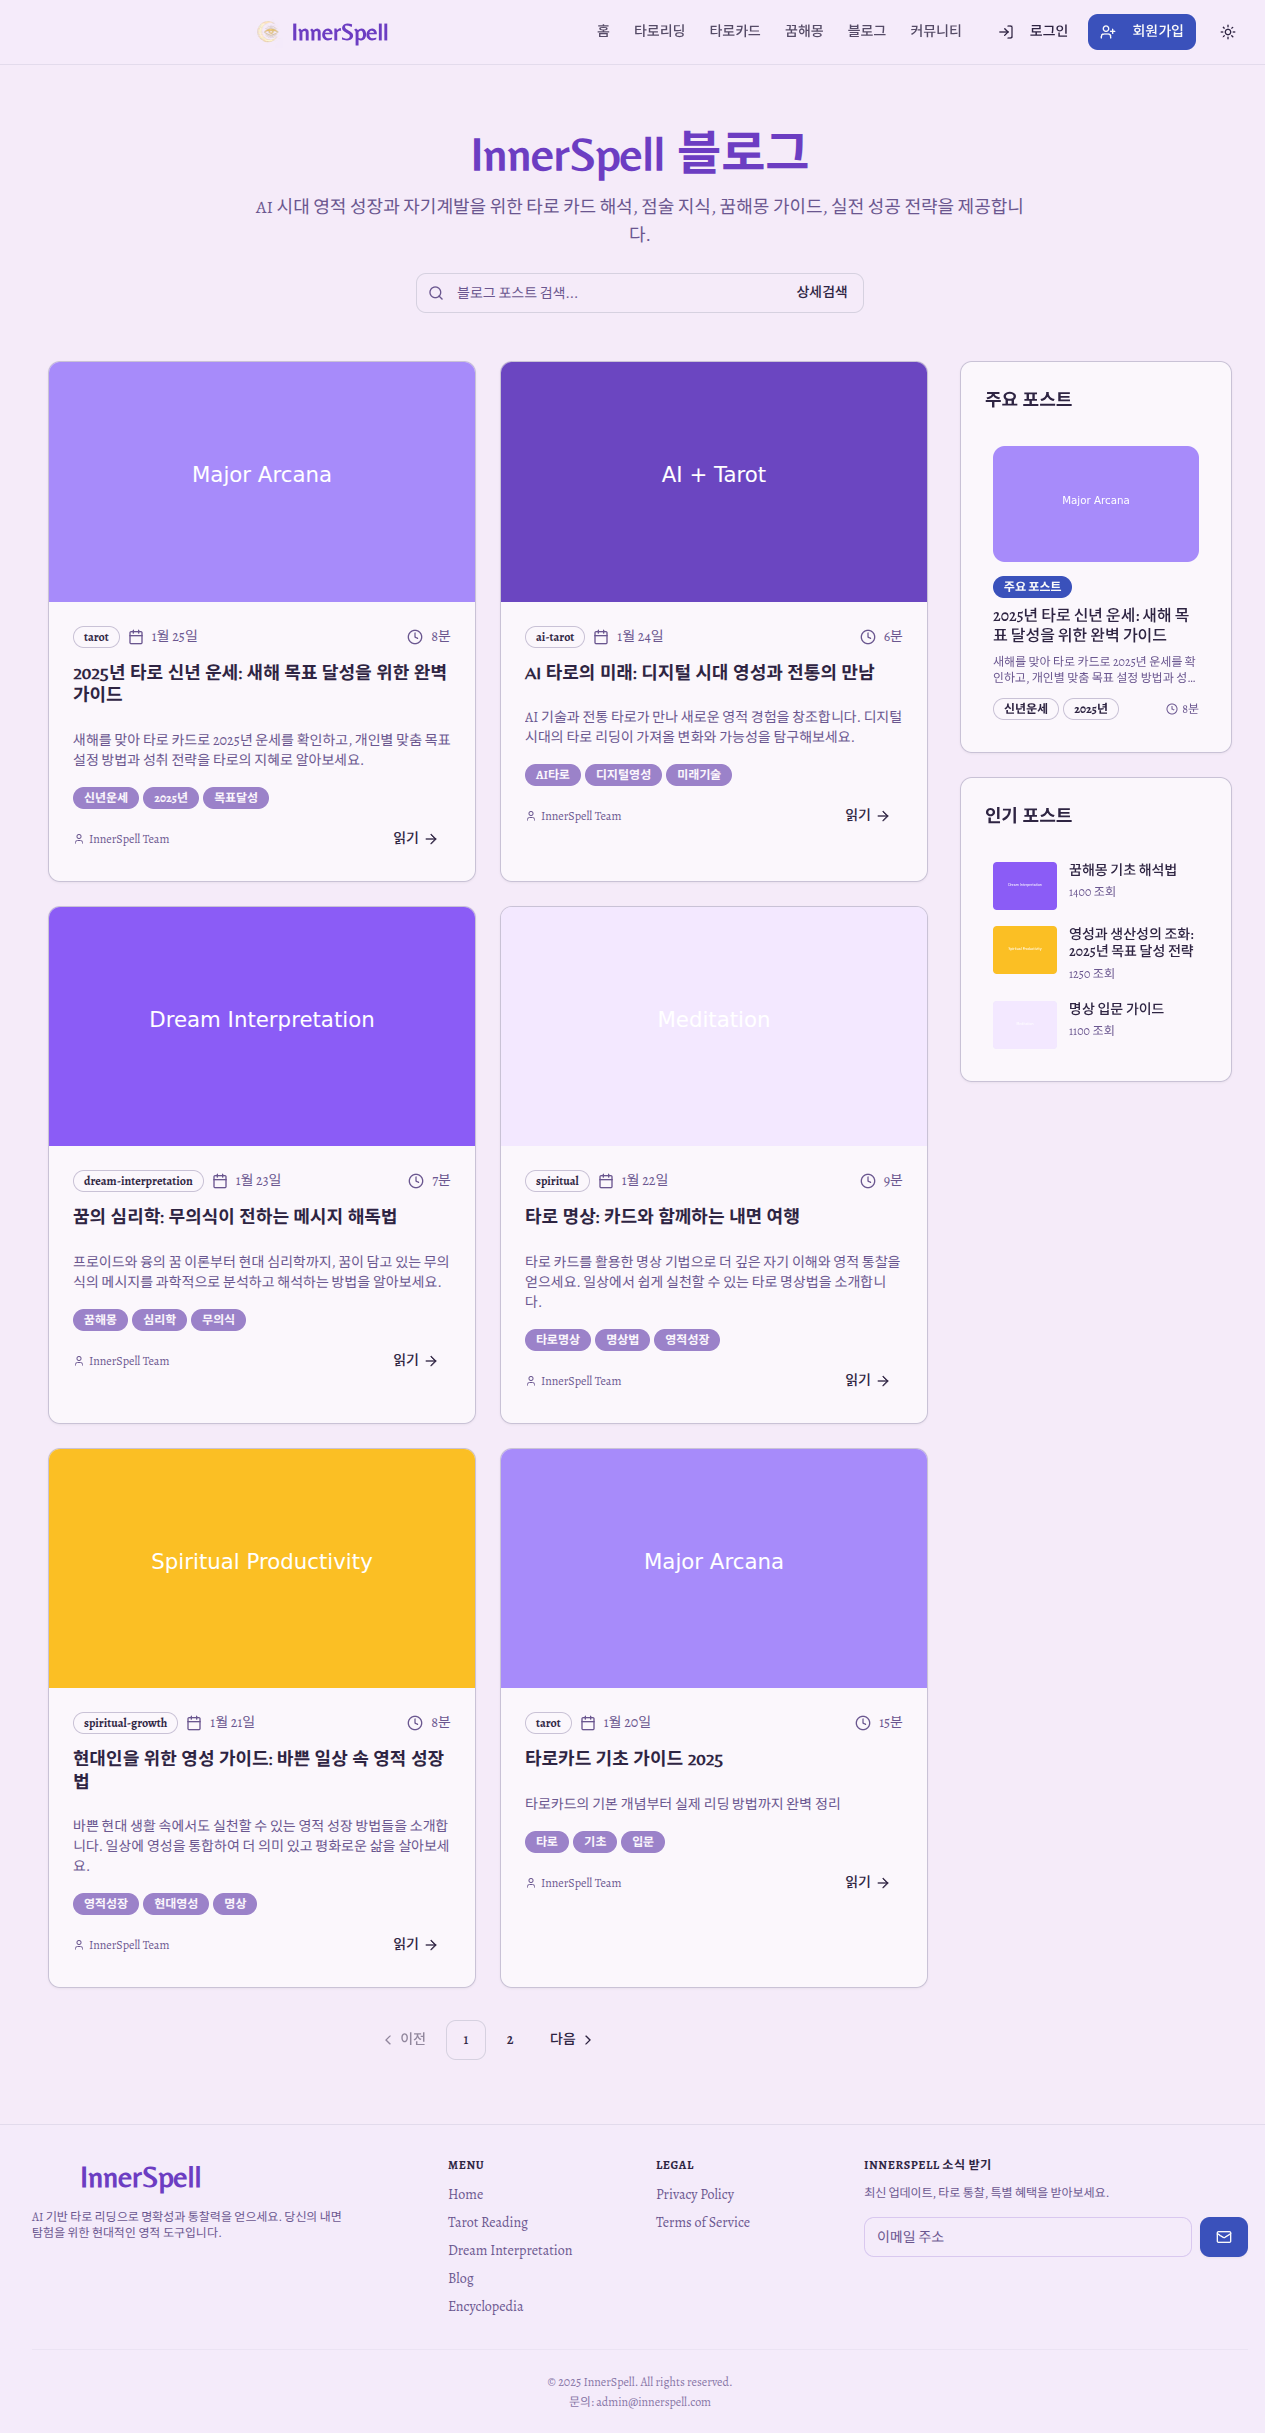 InnerSpell
홈
타로리딩
타로카드
꿈해몽
블로그
커뮤니티
로그인
회원가입
InnerSpell 블로그
AI 시대 영적 성장과 자기계발을 위한 타로 카드 해석, 점술 지식, 꿈해몽 가이드, 실전 성공 전략을 제공합니
다.
블로그 포스트 검색...
상세검색
Major Arcana
tarot
1월 25일
8분
2025년 타로 신년 운세: 새해 목표 달성을 위한 완벽
가이드
새해를 맞아 타로 카드로 2025년 운세를 확인하고, 개인별 맞춤 목표
설정 방법과 성취 전략을 타로의 지혜로 알아보세요.
신년운세
2025년
목표달성
InnerSpell Team
읽기
AI + Tarot
ai-tarot
1월 24일
6분
AI 타로의 미래: 디지털 시대 영성과 전통의 만남
AI 기술과 전통 타로가 만나 새로운 영적 경험을 창조합니다. 디지털
시대의 타로 리딩이 가져올 변화와 가능성을 탐구해보세요.
AI타로
디지털영성
미래기술
InnerSpell Team
읽기
Dream Interpretation
dream-interpretation
1월 23일
7분
꿈의 심리학: 무의식이 전하는 메시지 해독법
프로이드와 융의 꿈 이론부터 현대 심리학까지, 꿈이 담고 있는 무의
식의 메시지를 과학적으로 분석하고 해석하는 방법을 알아보세요.
꿈해몽
심리학
무의식
InnerSpell Team
읽기
Meditation
spiritual
1월 22일
9분
타로 명상: 카드와 함께하는 내면 여행
타로 카드를 활용한 명상 기법으로 더 깊은 자기 이해와 영적 통찰을
얻으세요. 일상에서 쉽게 실천할 수 있는 타로 명상법을 소개합니
다.
타로명상
명상법
영적성장
InnerSpell Team
읽기
Spiritual Productivity
spiritual-growth
1월 21일
8분
현대인을 위한 영성 가이드: 바쁜 일상 속 영적 성장
법
바쁜 현대 생활 속에서도 실천할 수 있는 영적 성장 방법들을 소개합
니다. 일상에 영성을 통합하여 더 의미 있고 평화로운 삶을 살아보세
요.
영적성장
현대영성
명상
InnerSpell Team
읽기
Major Arcana
tarot
1월 20일
15분
타로카드 기초 가이드 2025
타로카드의 기본 개념부터 실제 리딩 방법까지 완벽 정리
타로
기초
입문
InnerSpell Team
읽기
이전
1
2
다음
주요 포스트
Major Arcana
주요 포스트
2025년 타로 신년 운세: 새해 목
표 달성을 위한 완벽 가이드
새해를 맞아 타로 카드로 2025년 운세를 확
인하고, 개인별 맞춤 목표 설정 방법과 성...
신년운세
2025년
8분
인기 포스트
Dream Interpretation
꿈해몽 기초 해석법
1400 조회
Spiritual Productivity
영성과 생산성의 조화:
2025년 목표 달성 전략
1250 조회
명상 입문 가이드
1100 조회
InnerSpell
AI 기반 타로 리딩으로 명확성과 통찰력을 얻으세요. 당신의 내면
탐험을 위한 현대적인 영적 도구입니다.
MENU
Home
Tarot Reading
Dream Interpretation
Blog
Encyclopedia
LEGAL
Privacy Policy
Terms of Service
INNERSPELL 소식 받기
최신 업데이트, 타로 통찰, 특별 혜택을 받아보세요.
이메일 주소
© 2025 InnerSpell. All rights reserved.
문의: admin@innerspell.com